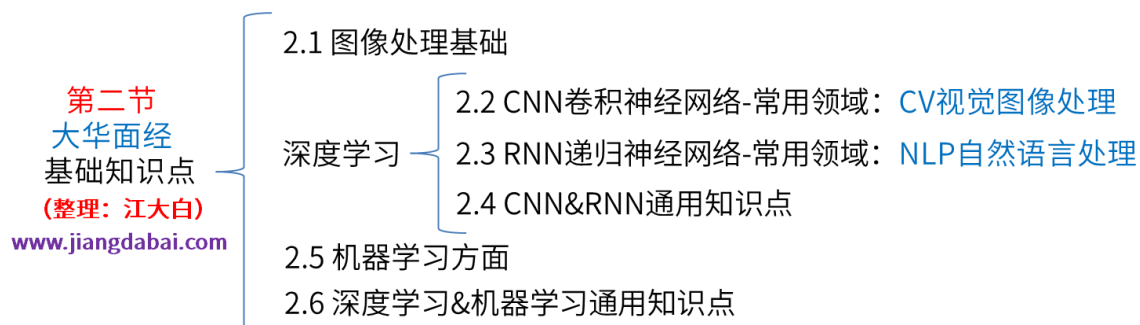 第二节
大华面经
基础知识点
（整理：江大白）
www.jiangdabai.com
2.1 图像处理基础
深度学习
2.2 CNN卷积神经网络-常用领域：CV视觉图像处理
2.3 RNN递归神经网络-常用领域：NLP自然语言处理
2.4 CNN&RNN通用知识点
2.5 机器学习方面
2.6 深度学习&机器学习通用知识点